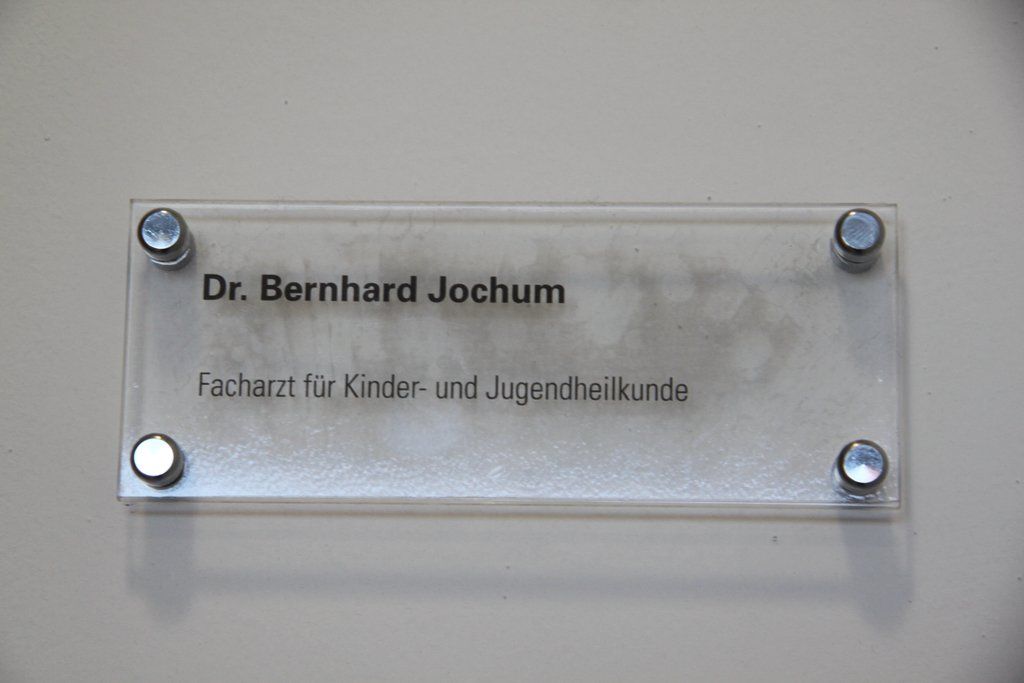 Dr. Bernhard Jochum
Facharzt für Kinder- und Jugendheilkunde